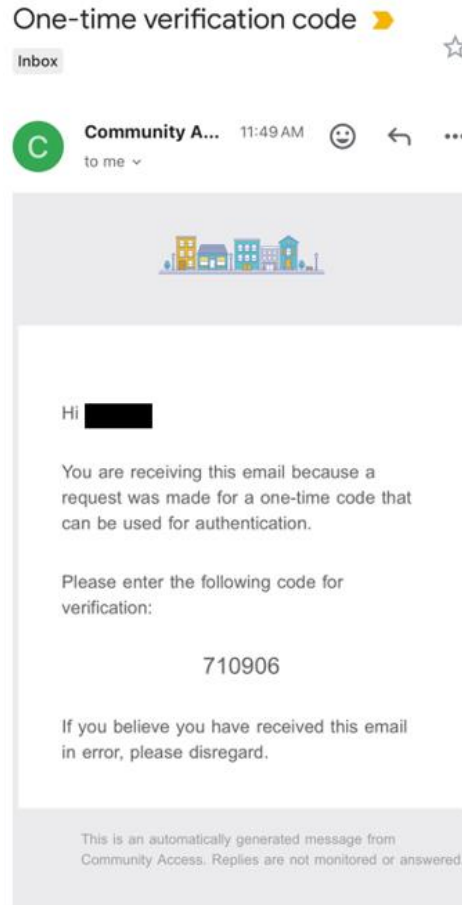 One-time verification code
Inbox
C
Community A... 11:49 AM
to me
Hi
You are receiving this email because a
request was made for a one-time code that
can be used for authentication.
Please enter the following code for
verification:
710906
If you believe you have received this email
in error, please disregard.
This is an automatically generated message from
Community Access. Replies are not monitored or answered.